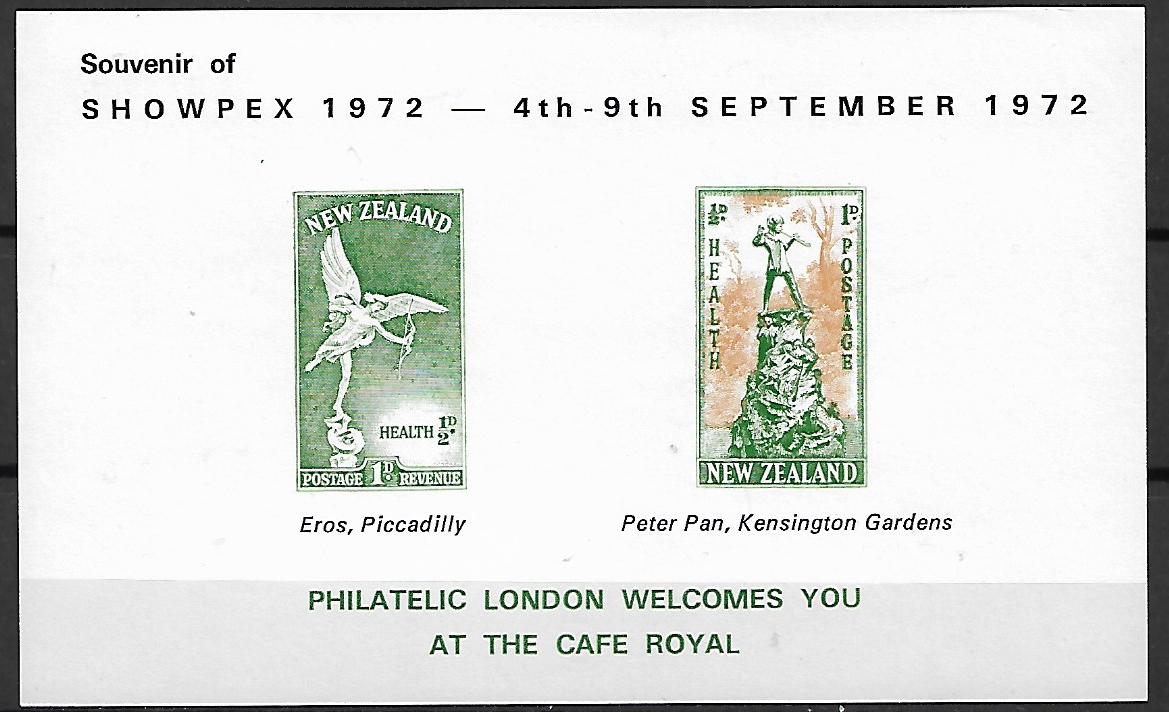 Souvenir of
SHOWPEX 1972 — 4th-9th SEPTEMBER 1972
NEW ZEALAND
HEALTH ½D.
POSTAGE 1D. REVENUE
½D. 1D.
HEALTH
POSTAGE
NEW ZEALAND
Eros, Piccadilly
Peter Pan, Kensington Gardens
PHILATELIC LONDON WELCOMES YOU
AT THE CAFE ROYAL